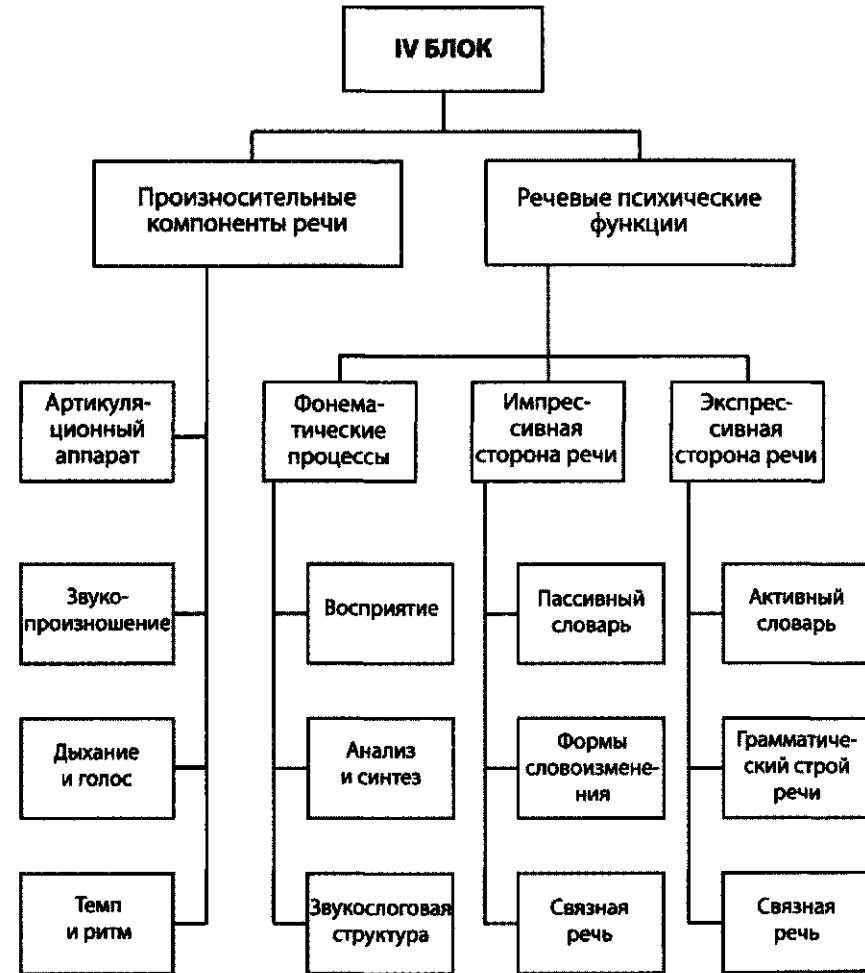 IV БЛОК
Произносительные
компоненты речи
Речевые психические
функции
Артикуля-
ционный
аппарат
Фонема-
тические
процессы
Импрес-
сивная
сторона речи
Экспрес-
сивная
сторона речи
Звуко-
произношение
Восприятие
Пассивный
словарь
Активный
словарь
Дыхание
и голос
Анализ
и синтез
Формы
словоизмене-
ния
Грамматиче-
ский строй
речи
Темп
и ритм
Звукослоговая
структура
Связная
речь
Связная
речь